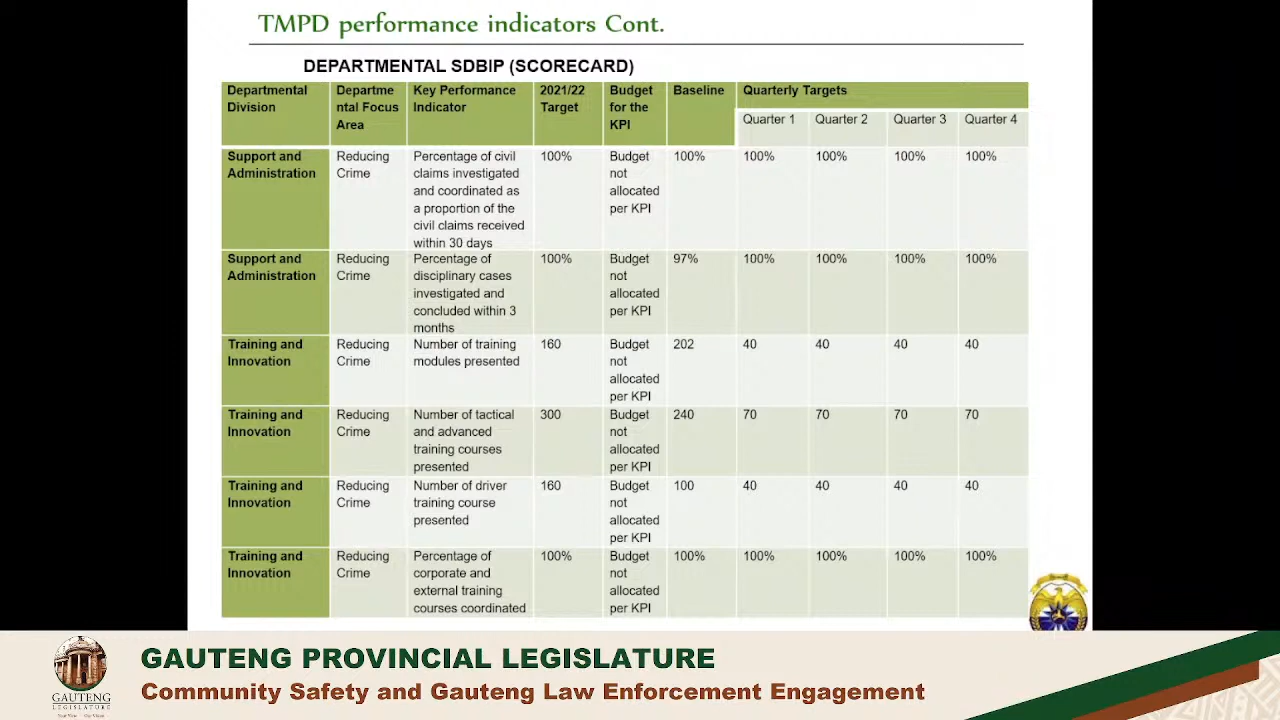 TMPD performance indicators Cont.
DEPARTMENTAL SDBIP (SCORECARD)
Departmental Division | Departme ntal Focus Area | Key Performance Indicator | 2021/22 Target | Budget for the KPI | Baseline | Quarterly Targets
Quarter 1 | Quarter 2 | Quarter 3 | Quarter 4
Support and Administration | Reducing Crime | Percentage of civil claims investigated and coordinated as a proportion of the civil claims received within 30 days | 100% | Budget not allocated per KPI | 100% | 100% | 100% | 100% | 100%
Support and Administration | Reducing Crime | Percentage of disciplinary cases investigated and concluded within 3 months | 100% | Budget not allocated per KPI | 97% | 100% | 100% | 100% | 100%
Training and Innovation | Reducing Crime | Number of training modules presented | 160 | Budget not allocated per KPI | 202 | 40 | 40 | 40 | 40
Training and Innovation | Reducing Crime | Number of tactical and advanced training courses presented | 300 | Budget not allocated per KPI | 240 | 70 | 70 | 70 | 70
Training and Innovation | Reducing Crime | Number of driver training course presented | 160 | Budget not allocated per KPI | 100 | 40 | 40 | 40 | 40
Training and Innovation | Reducing Crime | Percentage of corporate and external training courses coordinated | 100% | Budget not allocated per KPI | 100% | 100% | 100% | 100% | 100%
GAUTENG PROVINCIAL LEGISLATURE
Community Safety and Gauteng Law Enforcement Engagement
GAUTENG
LEGISLATURE